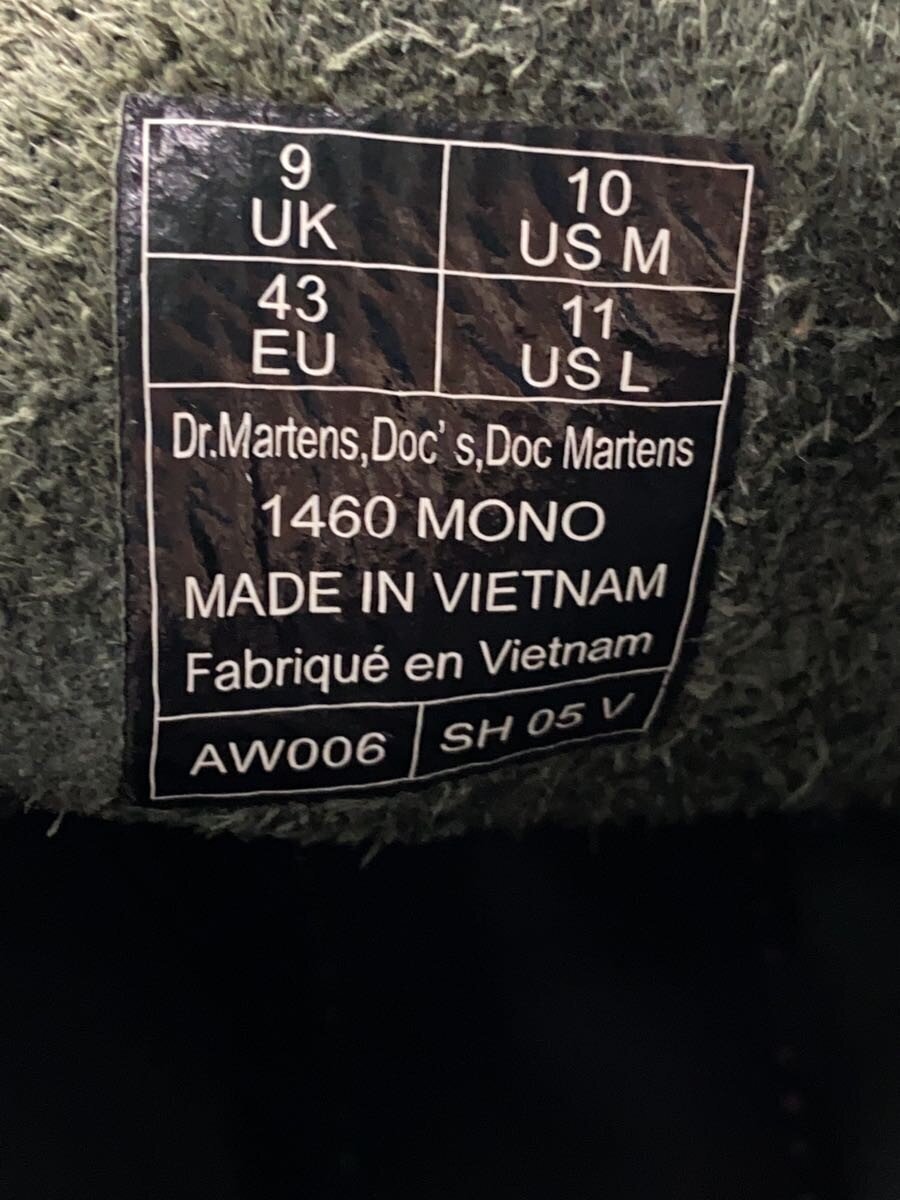 9
UK
10
US M
43
EU
11
US L
Dr.Martens,Doc's,Doc Martens
1460 MONO
MADE IN VIETNAM
Fabriqué en Vietnam
AW006
SH 05 V